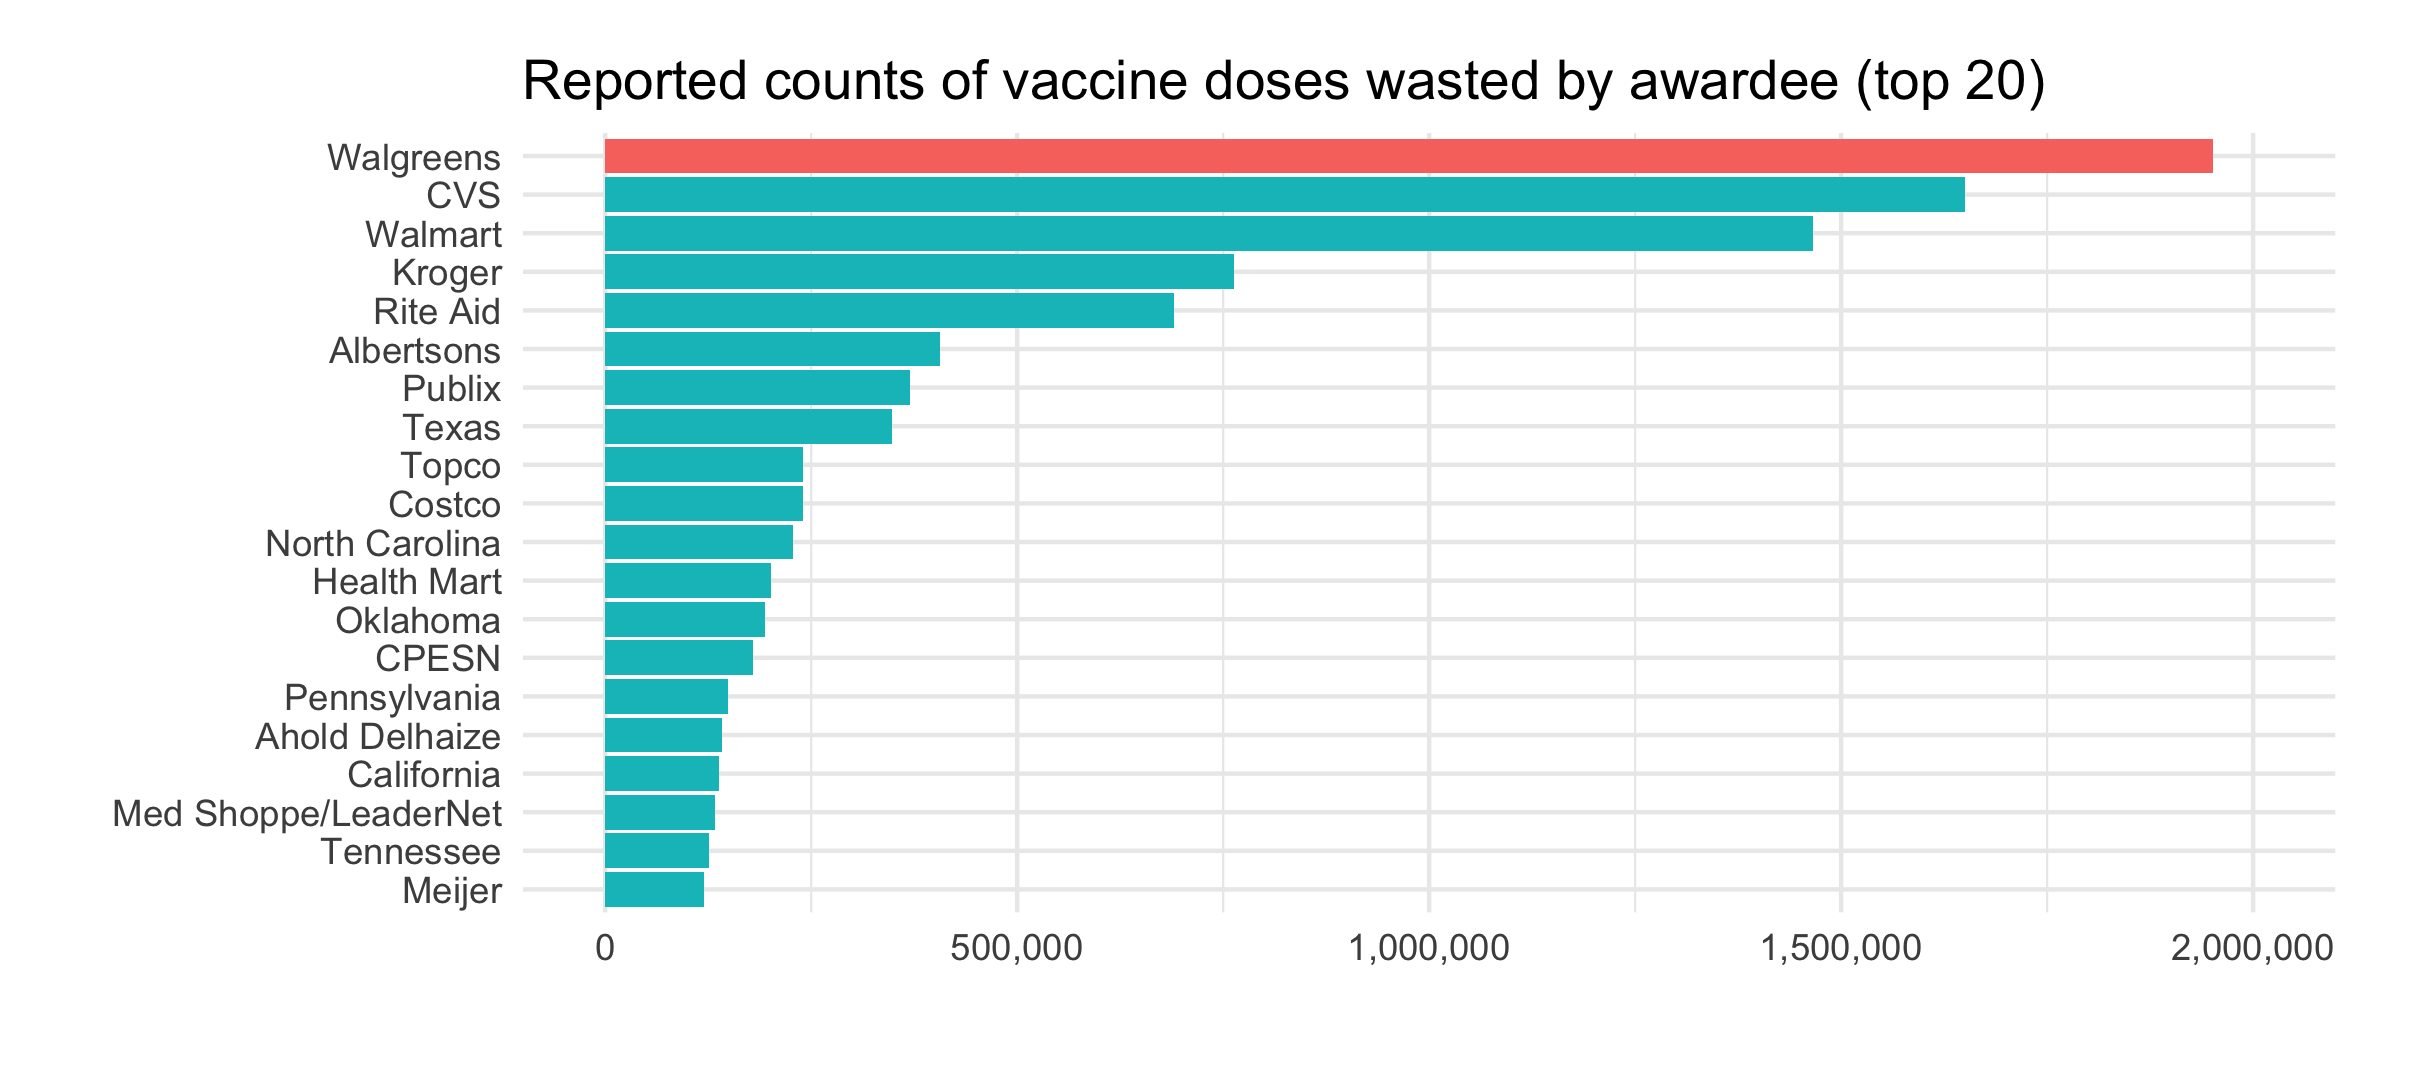 Reported counts of vaccine doses wasted by awardee (top 20)
Walgreens
CVS
Walmart
Kroger
Rite Aid
Albertsons
Publix
Texas
Topco
Costco
North Carolina
Health Mart
Oklahoma
CPESN
Pennsylvania
Ahold Delhaize
California
Med Shoppe/LeaderNet
Tennessee
Meijer
0 500,000 1,000,000 1,500,000 2,000,000